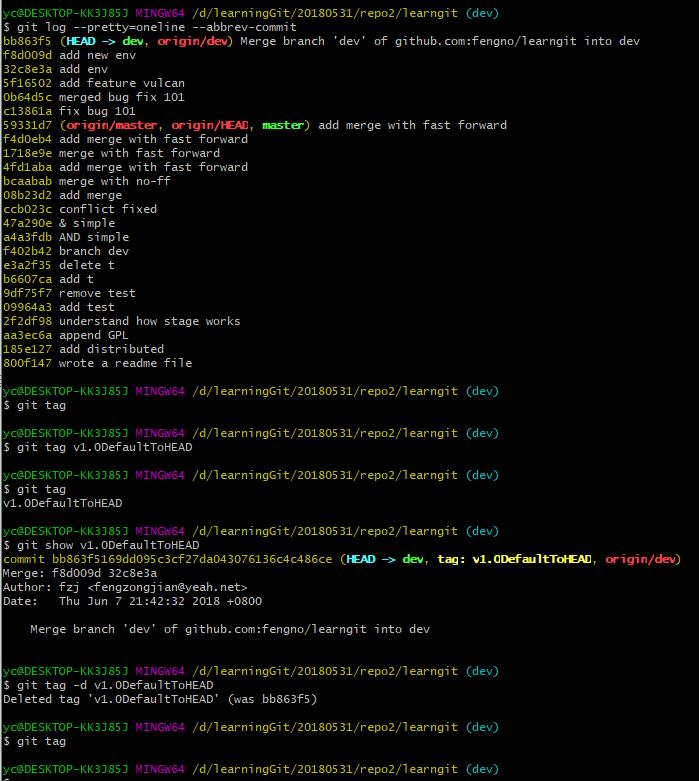 yc@DESKTOP-KK3J85J MINGW64 /d/learningGit/20180531/repo2/learngit (dev)
$ git log --pretty=oneline --abbrev-commit
bb863f5 (HEAD -> dev, origin/dev) Merge branch 'dev' of github.com:fengno/learngit into dev
f8d009d add new env
32c8e3a add env
5f16502 add feature vulcan
0b64d5c merged bug fix 101
c13861a fix bug 101
59331d7 (origin/master, origin/HEAD, master) add merge with fast forward
f4d0eb4 add merge with fast forward
1718e9e merge with fast forward
4fd1aba add merge with fast forward
bcaabab merge with no-ff
08b23d2 add merge
ccb023c conflict fixed
47a290e & simple
a4a3fdb AND simple
f402b42 branch dev
e3a2f35 delete t
b6607ca add t
9df75f7 remove test
09964a3 add test
2f2df98 understand how stage works
aa3ec6a append GPL
185e127 add distributed
800f147 wrote a readme file
yc@DESKTOP-KK3J85J MINGW64 /d/learningGit/20180531/repo2/learngit (dev)
$ git tag
yc@DESKTOP-KK3J85J MINGW64 /d/learningGit/20180531/repo2/learngit (dev)
$ git tag v1.0DefaultToHEAD
yc@DESKTOP-KK3J85J MINGW64 /d/learningGit/20180531/repo2/learngit (dev)
$ git tag
v1.0DefaultToHEAD
yc@DESKTOP-KK3J85J MINGW64 /d/learningGit/20180531/repo2/learngit (dev)
$ git show v1.0DefaultToHEAD
commit bb863f5169dd095c3cf27da043076136c4c486ce (HEAD -> dev, tag: v1.0DefaultToHEAD, origin/dev)
Merge: f8d009d 32c8e3a
Author: fzj <fengzongjian@yeah.net>
Date:   Thu Jun 7 21:42:32 2018 +0800
Merge branch 'dev' of github.com:fengno/learngit into dev
yc@DESKTOP-KK3J85J MINGW64 /d/learningGit/20180531/repo2/learngit (dev)
$ git tag -d v1.0DefaultToHEAD
Deleted tag 'v1.0DefaultToHEAD' (was bb863f5)
yc@DESKTOP-KK3J85J MINGW64 /d/learningGit/20180531/repo2/learngit (dev)
$ git tag
yc@DESKTOP-KK3J85J MINGW64 /d/learningGit/20180531/repo2/learngit (dev)